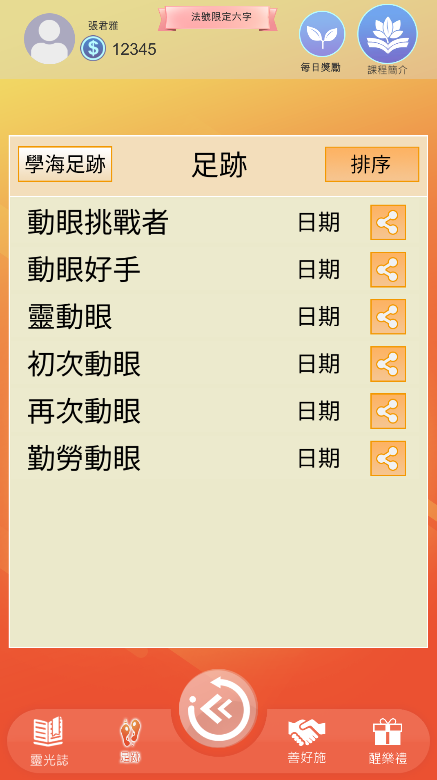 張君雅
12345
法號限定六字
每日獎勵
課程簡介
學海足跡
足跡
排序
動眼挑戰者 日期
動眼好手 日期
靈動眼 日期
初次動眼 日期
再次動眼 日期
勤勞動眼 日期
靈光誌
足跡
善好施
醒樂禮